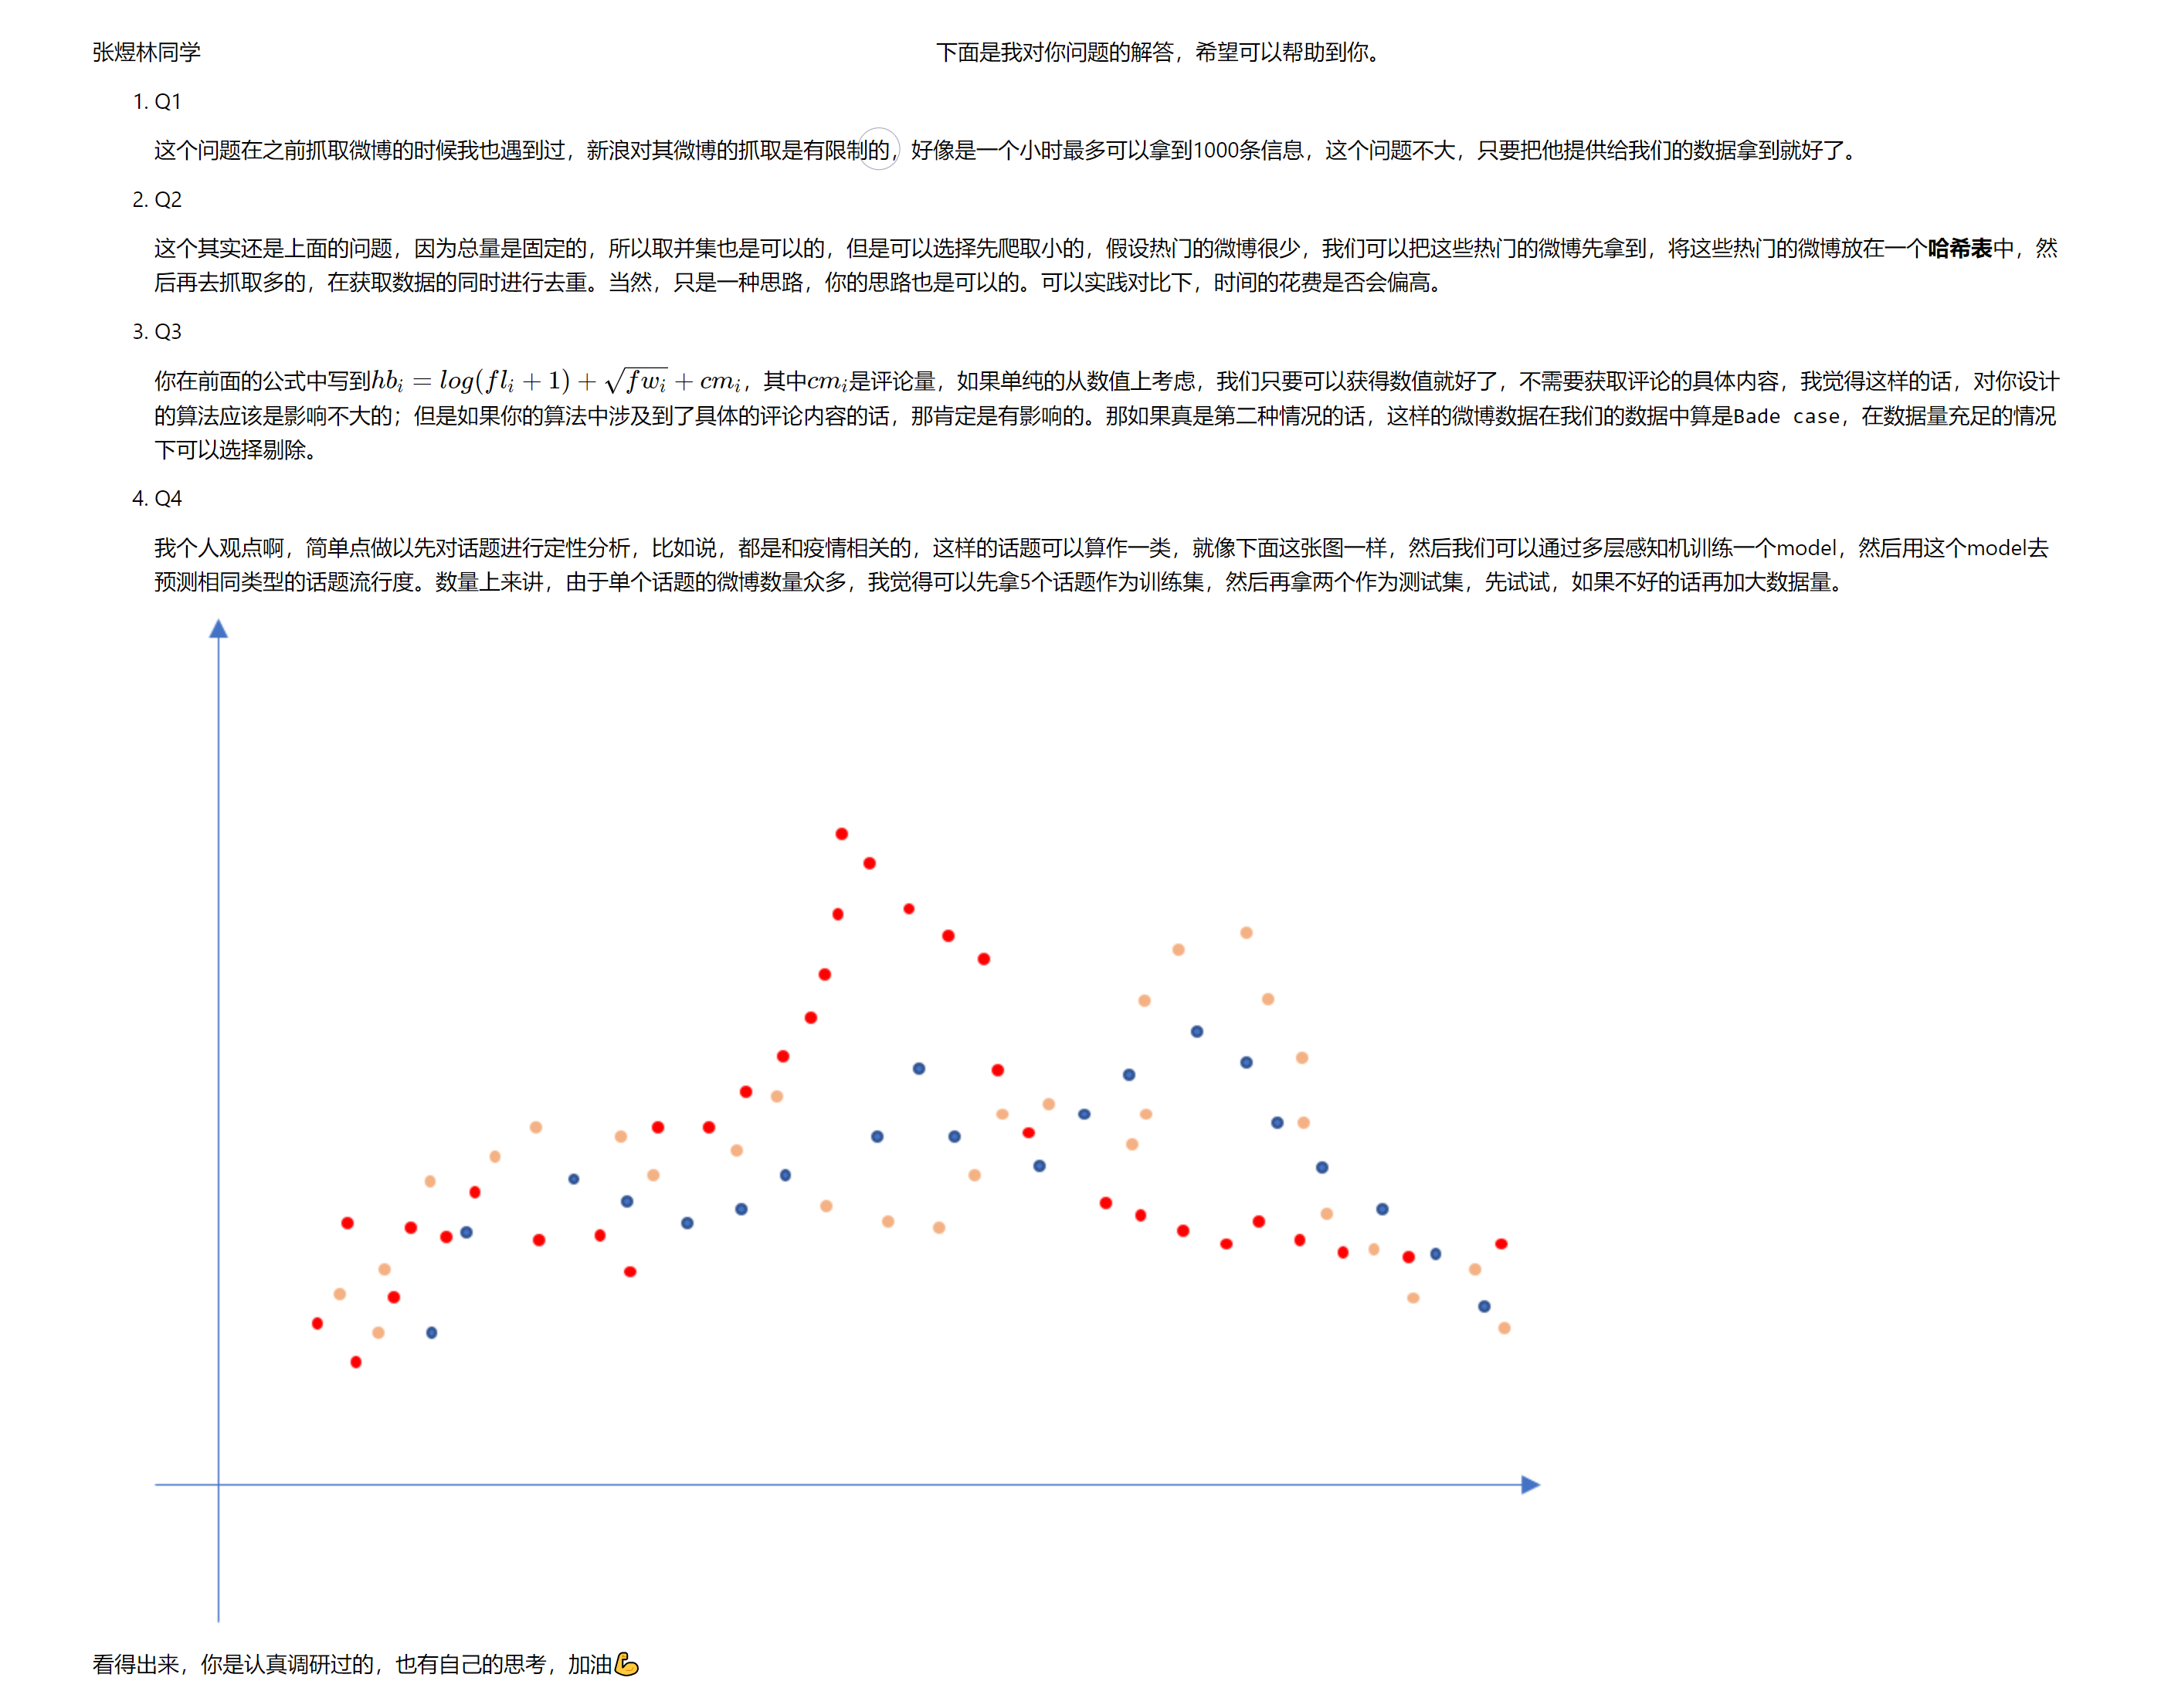 张煜林同学 下面是我对你问题的解答，希望可以帮助到你。
1. Q1
这个问题在之前抓取微博的时候我也遇到过，新浪对其微博的抓取是有限制的，好像是一个小时最多可以拿到1000条信息，这个问题不大，只要把他提供给我们的数据拿到就好了。
2. Q2
这个其实还是上面的问题，因为总量是固定的，所以取并集也是可以的，但是可以选择先爬取小的，假设热门的微博很少，我们可以把这些热门的微博先拿到，将这些热门的微博放在一个哈希表中，然
后再去抓取多的，在获取数据的同时进行去重。当然，只是一种思路，你的思路也是可以的。可以实践对比下，时间的花费是否会偏高。
3. Q3
你在前面的公式中写到$hb_i = log(fl_i + 1) + \sqrt{fw_i} + cm_i$，其中$cm_i$是评论量，如果单纯的从数值上考虑，我们只要可以获得数值就好了，不需要获取评论的具体内容，我觉得这样的话，对你设计
的算法应该是影响不大的；但是如果你的算法中涉及到了具体的评论内容的话，那肯定是有影响的。那如果真是第二种情况的话，这样的微博数据在我们的数据中算是Bade case，在数据量充足的情况
下可以选择剔除。
4. Q4
我个人观点啊，简单点做以先对话题进行定性分析，比如说，都是和疫情相关的，这样的话题可以算作一类，就像下面这张图一样，然后我们可以通过多层感知机训练一个model，然后用这个model去
预测相同类型的话题流行度。数量上来讲，由于单个话题的微博数量众多，我觉得可以先拿5个话题作为训练集，然后再拿两个作为测试集，先试试，如果不好的话再加大数据量。
看得出来，你是认真调研过的，也有自己的思考，加油💪